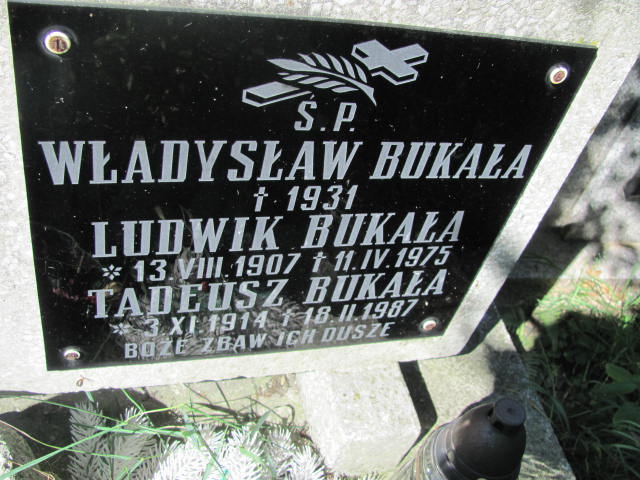 Ś.P.
WŁADYSŁAW BUKAŁA
† 1931
LUDWIK BUKAŁA
* 13 VIII 1907 † 11.IV 1975
TADEUSZ BUKAŁA
* 3 XI 1914 † 18 II 1987
BOŻE ZBAW ICH DUSZE